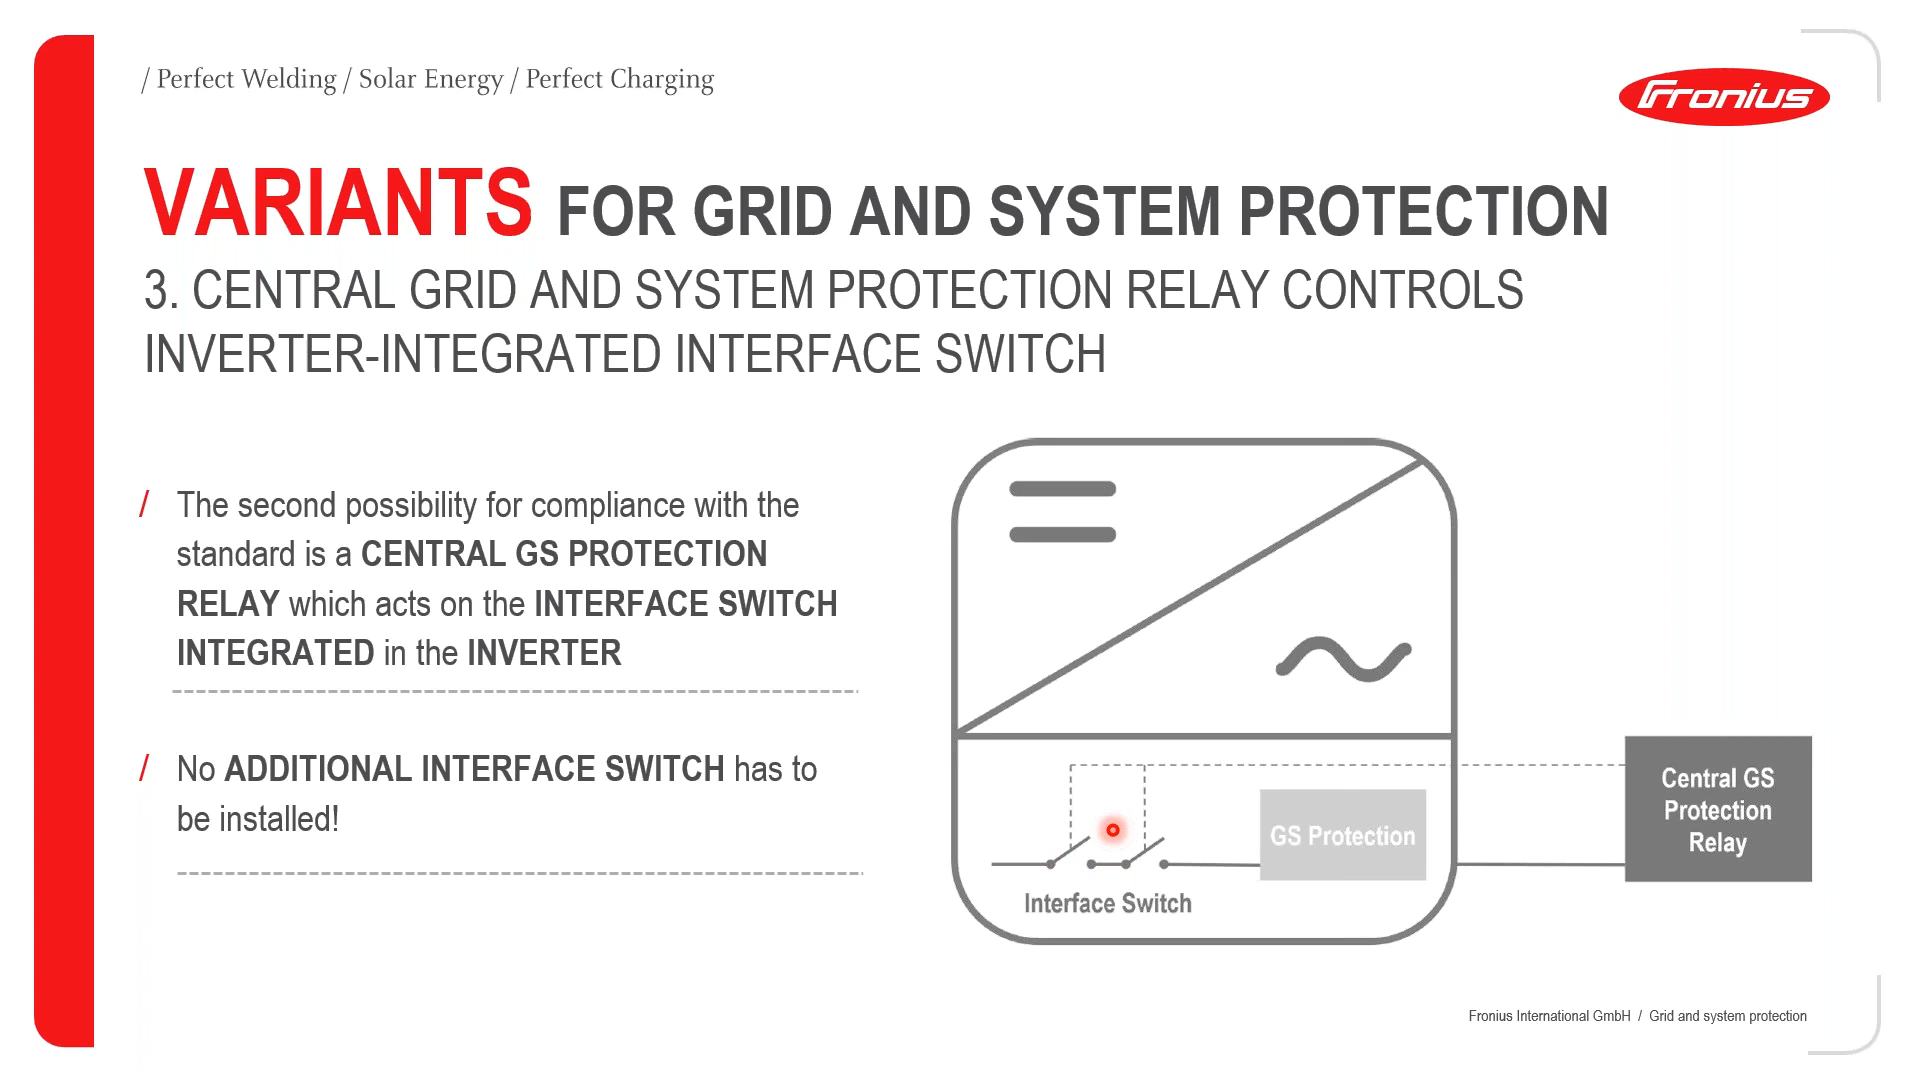 / Perfect Welding / Solar Energy / Perfect Charging
Fronius
VARIANTS FOR GRID AND SYSTEM PROTECTION
3. CENTRAL GRID AND SYSTEM PROTECTION RELAY CONTROLS
INVERTER-INTEGRATED INTERFACE SWITCH
/ The second possibility for compliance with the
standard is a CENTRAL GS PROTECTION
RELAY which acts on the INTERFACE SWITCH
INTEGRATED in the INVERTER
/ No ADDITIONAL INTERFACE SWITCH has to
be installed!
GS Protection
Interface Switch
Central GS
Protection
Relay
Fronius International GmbH / Grid and system protection